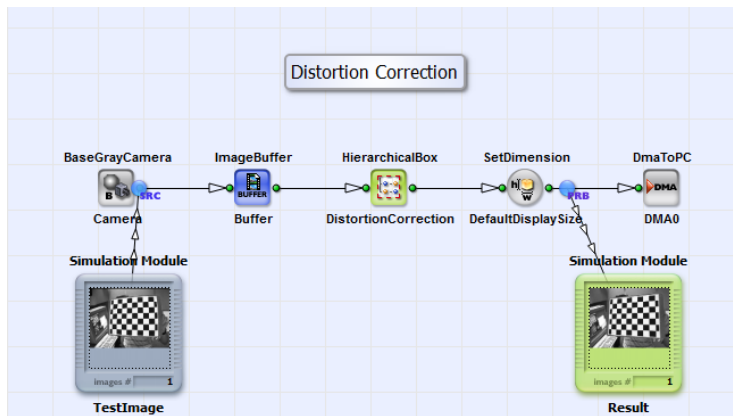 Distortion Correction
BaseGrayCamera
ImageBuffer
HierarchicalBox
SetDimension
DmaToPC
SRC
BUFFER
h
w
PRB
DMA
Camera
Buffer
DistortionCorrection
DefaultDisplaySize
DMA0
Simulation Module
Simulation Module
images # 1
images # 1
TestImage
Result